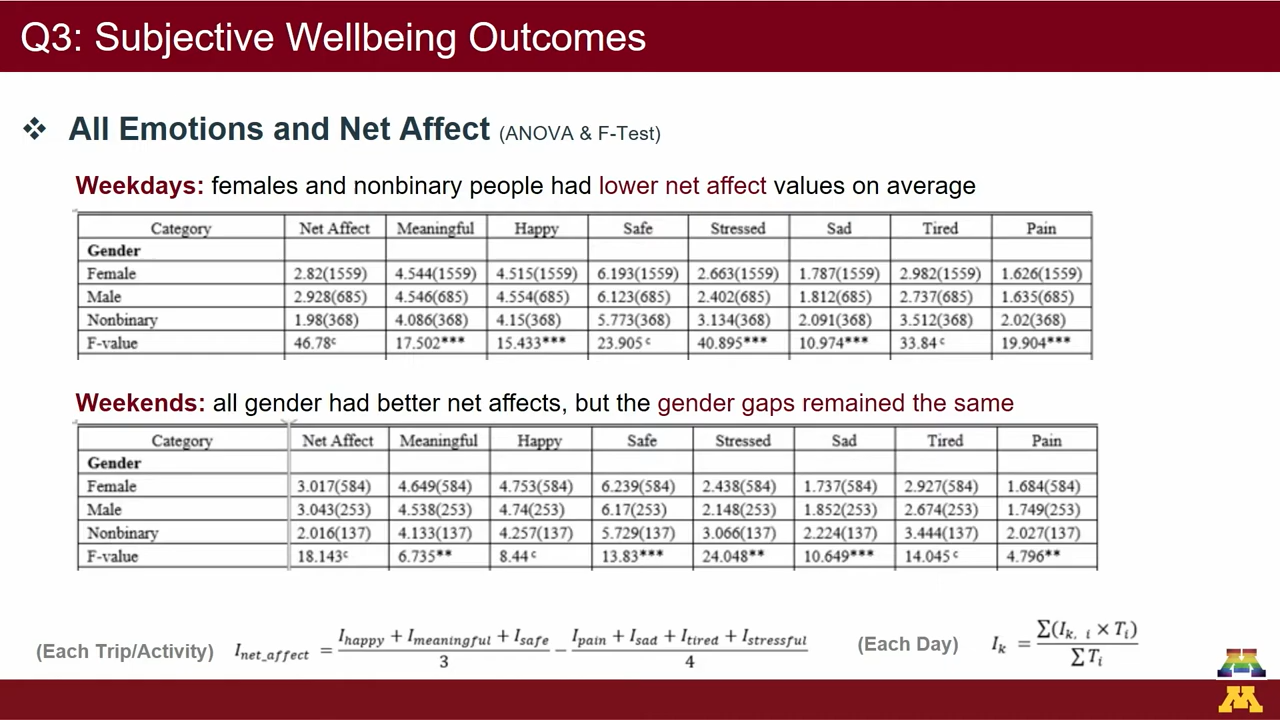 Q3: Subjective Wellbeing Outcomes
❖ All Emotions and Net Affect (ANOVA & F-Test)
Weekdays: females and nonbinary people had lower net affect values on average
Category Net Affect Meaningful Happy Safe Stressed Sad Tired Pain
Gender
Female 2.82(1559) 4.544(1559) 4.515(1559) 6.193(1559) 2.663(1559) 1.787(1559) 2.982(1559) 1.626(1559)
Male 2.928(685) 4.546(685) 4.554(685) 6.123(685) 2.402(685) 1.812(685) 2.737(685) 1.635(685)
Nonbinary 1.98(368) 4.086(368) 4.15(368) 5.773(368) 3.134(368) 2.091(368) 3.512(368) 2.02(368)
F-value 46.78ᶜ 17.502*** 15.433*** 23.905ᶜ 40.895*** 10.974*** 33.84ᶜ 19.904***
Weekends: all gender had better net affects, but the gender gaps remained the same
Category Net Affect Meaningful Happy Safe Stressed Sad Tired Pain
Gender
Female 3.017(584) 4.649(584) 4.753(584) 6.239(584) 2.438(584) 1.737(584) 2.927(584) 1.684(584)
Male 3.043(253) 4.538(253) 4.74(253) 6.17(253) 2.148(253) 1.852(253) 2.674(253) 1.749(253)
Nonbinary 2.016(137) 4.133(137) 4.257(137) 5.729(137) 3.066(137) 2.224(137) 3.444(137) 2.027(137)
F-value 18.143ᶜ 6.735** 8.44ᶜ 13.83*** 24.048** 10.649*** 14.045ᶜ 4.796**
(Each Trip/Activity) I_net_affect = (I_happy + I_meaningful + I_safe)/3 − (I_pain + I_sad + I_tired + I_stressful)/4 (Each Day) I_k = ∑(I_k, i × T_i)/∑T_i